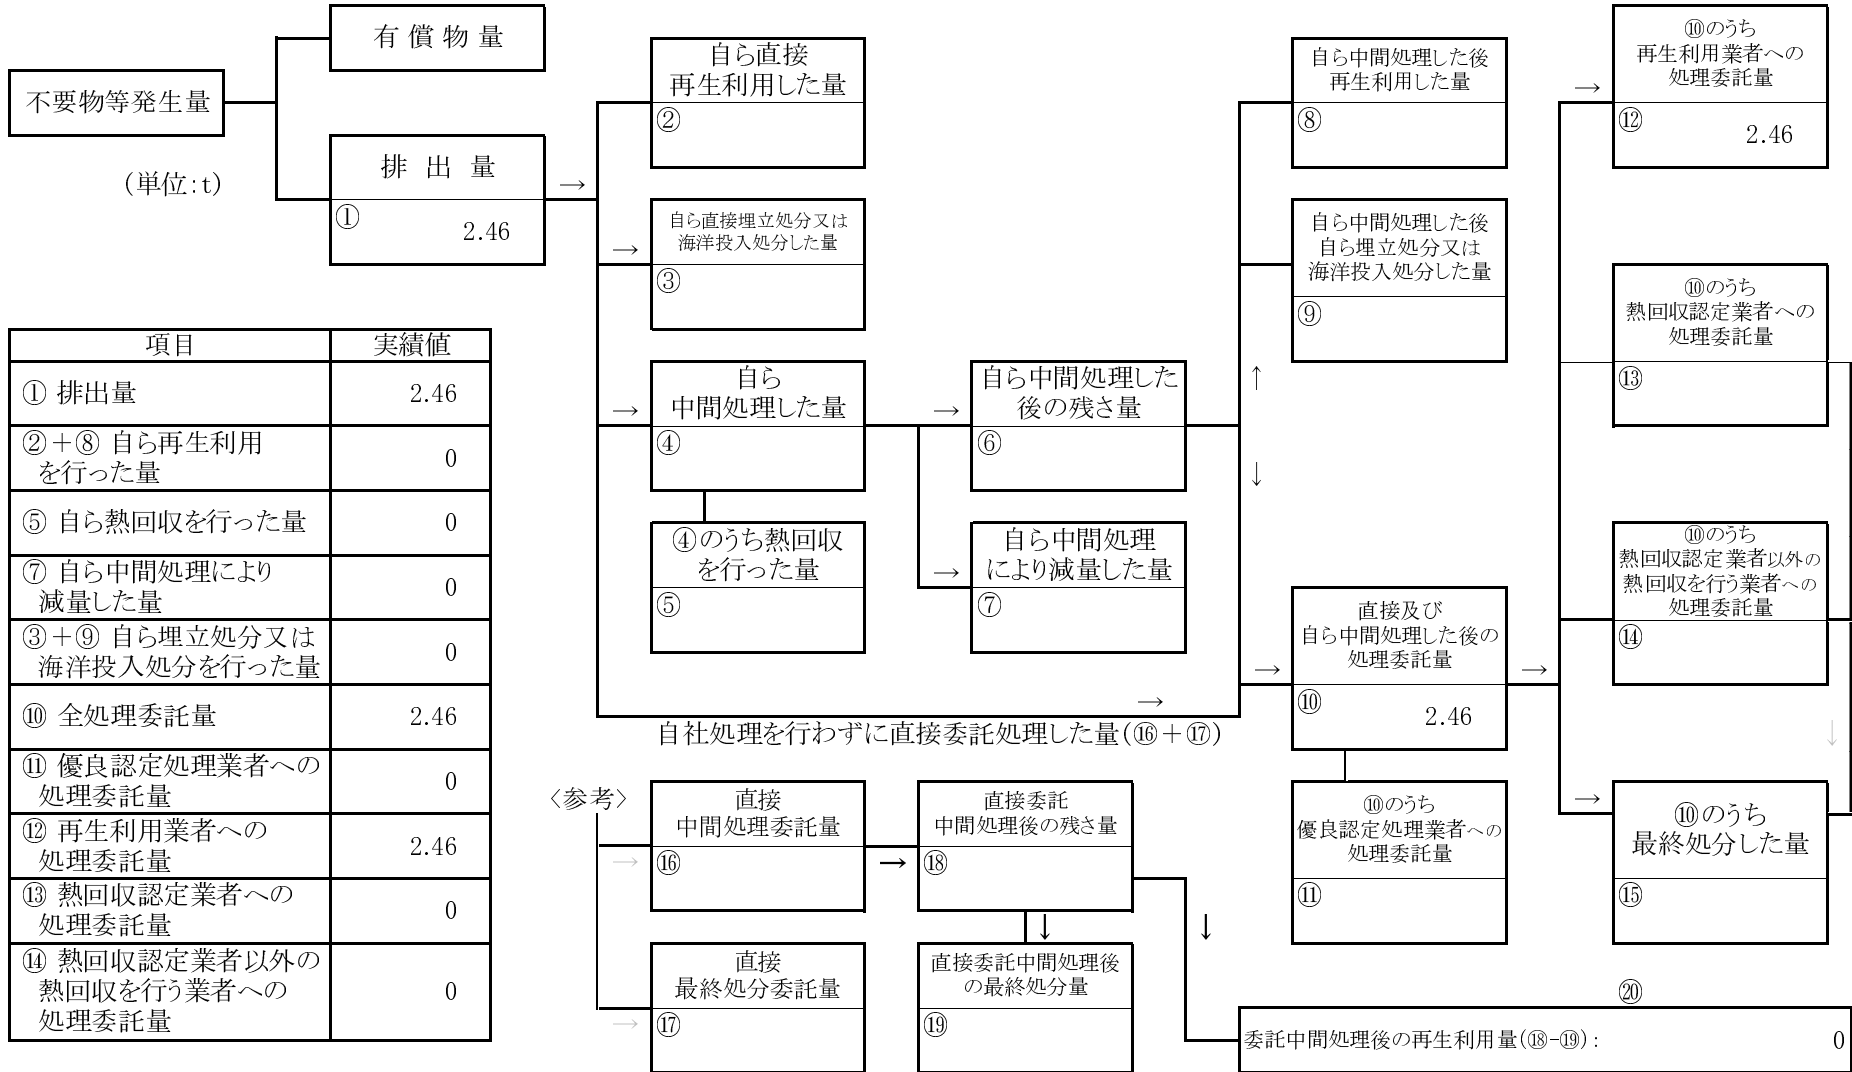 有償物量
不要物等発生量
(単位:t)
排出量
→
①
2.46
自ら直接
再生利用した量
②
→
自ら直接埋立処分又は
海洋投入処分した量
③
→
自ら
中間処理した量
④
④のうち熱回収
を行った量
⑤
→
自ら中間処理した
後の残さ量
⑥
→
自ら中間処理
により減量した量
⑦
自ら中間処理した後
再生利用した量
⑧
自ら中間処理した後
自ら埋立処分又は
海洋投入処分した量
⑨
↑
↓
→
自社処理を行わずに直接委託処理した量(⑯+⑰)
→
直接及び
自ら中間処理した後の
処理委託量
⑩
2.46
→
⑩のうち
優良認定処理業者への
処理委託量
⑪
→
⑩のうち
再生利用業者への
処理委託量
⑫
2.46
⑩のうち
熱回収認定業者への
処理委託量
⑬
⑩のうち
熱回収認定業者以外の
熱回収を行う業者への
処理委託量
⑭
↓
→
⑩のうち
最終処分した量
⑮
項目 実績値
① 排出量 2.46
②+⑧ 自ら再生利用
を行った量 0
⑤ 自ら熱回収を行った量 0
⑦ 自ら中間処理により
減量した量 0
③+⑨ 自ら埋立処分又は
海洋投入処分を行った量 0
⑩ 全処理委託量 2.46
⑪ 優良認定処理業者への
処理委託量 0
⑫ 再生利用業者への
処理委託量 2.46
⑬ 熱回収認定業者への
処理委託量 0
⑭ 熱回収認定業者以外の
熱回収を行う業者への
処理委託量 0
〈参考〉
→
直接
中間処理委託量
⑯
→
直接
最終処分委託量
⑰
→
直接委託
中間処理後の残さ量
⑱
↓
直接委託中間処理後
の最終処分量
⑲
↓
⑳
委託中間処理後の再生利用量(⑱-⑲): 0